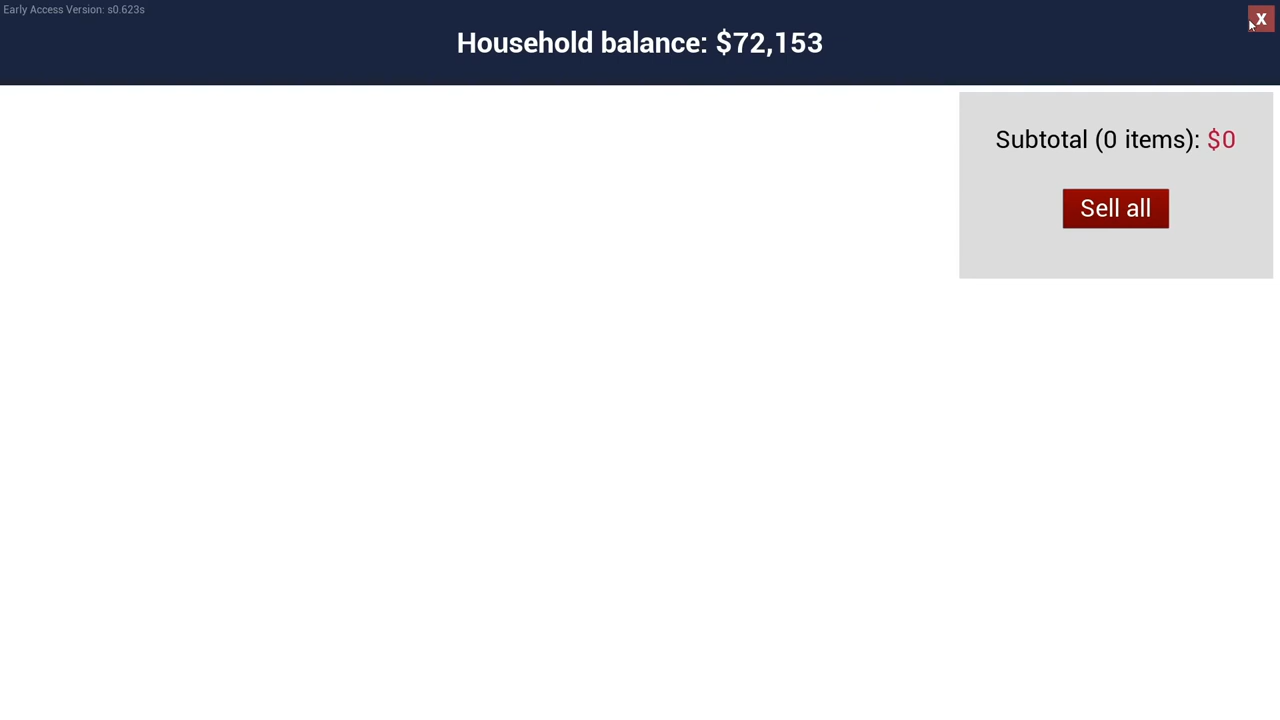 Early Access Version: s0.623s
Household balance: $72,153
X
Subtotal (0 items): $0
Sell all